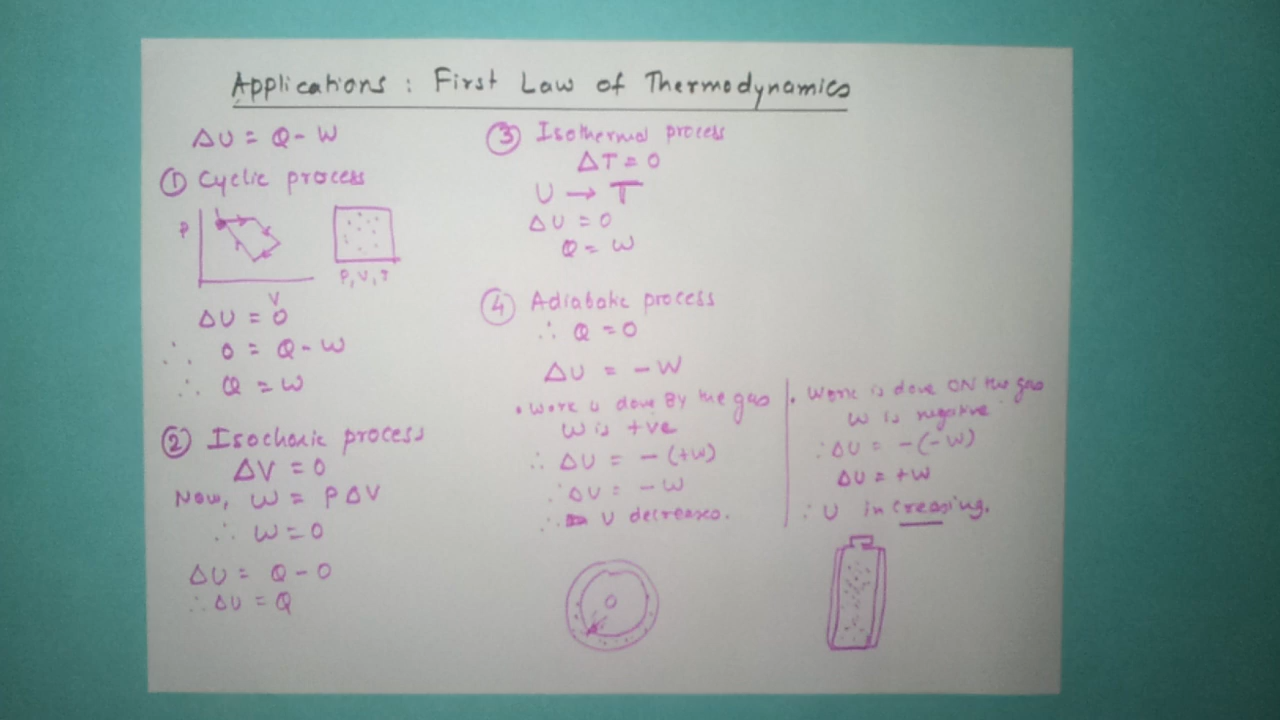 Applications : First Law of Thermodynamics
ΔU = Q - W
① Cyclic process
P
V
P, V, T
ΔU = 0
∴ 0 = Q - W
∴ Q = W
② Isochoric process
ΔV = 0
Now, W = P ΔV
∴ W = 0
ΔU = Q - 0
∴ ΔU = Q
③ Isothermal process
ΔT = 0
U → T
ΔU = 0
Q = W
④ Adiabatic process
∴ Q = 0
ΔU = - W
• Work is done BY the gas
W is +ve
∴ ΔU = - (+W)
∴ ΔU = - W
∴ U decreases.
• Work is done ON the gas
W is negative
∴ ΔU = - (-W)
ΔU = +W
∴ U increasing.